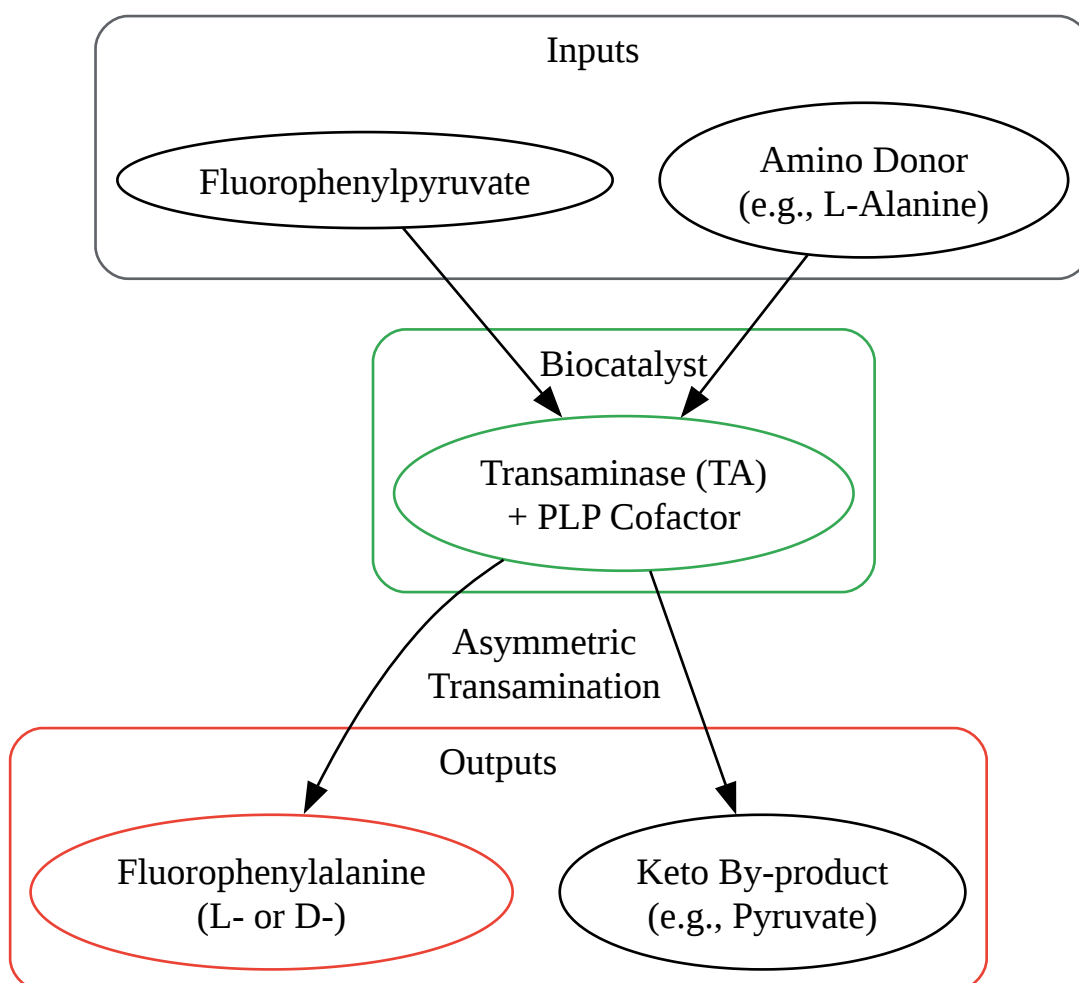 Inputs
Fluorophenylpyruvate
Amino Donor
(e.g., L-Alanine)
Biocatalyst
Transaminase (TA)
+ PLP Cofactor
Asymmetric
Transamination
Outputs
Fluorophenylalanine
(L- or D-)
Keto By-product
(e.g., Pyruvate)